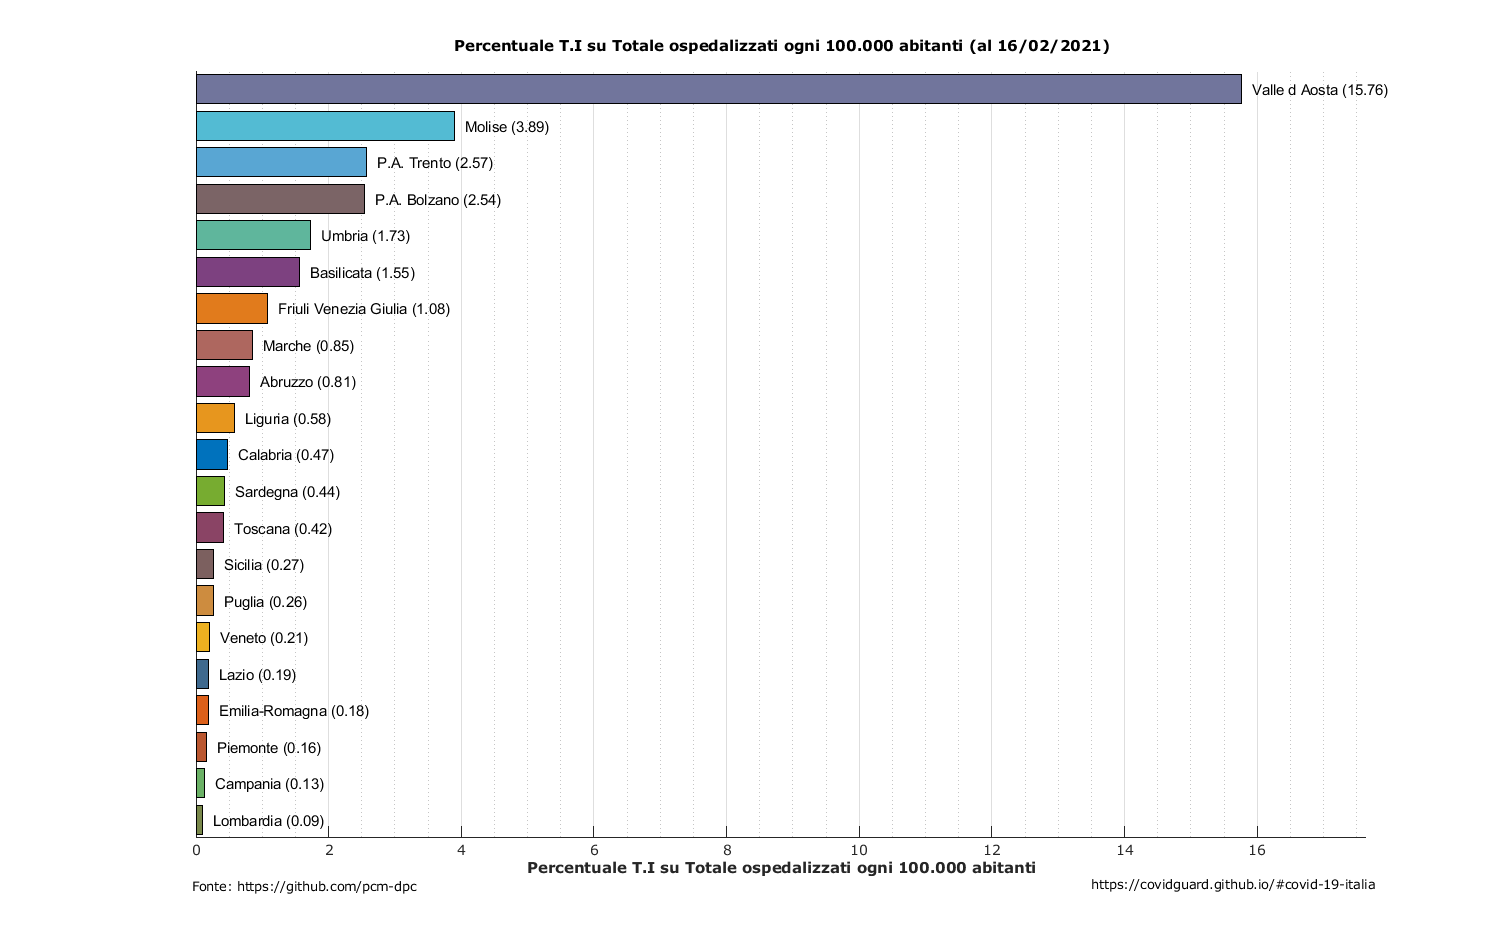 Percentuale T.I su Totale ospedalizzati ogni 100.000 abitanti (al 16/02/2021)
Valle d Aosta (15.76)
Molise (3.89)
P.A. Trento (2.57)
P.A. Bolzano (2.54)
Umbria (1.73)
Basilicata (1.55)
Friuli Venezia Giulia (1.08)
Marche (0.85)
Abruzzo (0.81)
Liguria (0.58)
Calabria (0.47)
Sardegna (0.44)
Toscana (0.42)
Sicilia (0.27)
Puglia (0.26)
Veneto (0.21)
Lazio (0.19)
Emilia-Romagna (0.18)
Piemonte (0.16)
Campania (0.13)
Lombardia (0.09)
0 2 4 6 8 10 12 14 16
Percentuale T.I su Totale ospedalizzati ogni 100.000 abitanti
Fonte: https://github.com/pcm-dpc
https://covidguard.github.io/#covid-19-italia